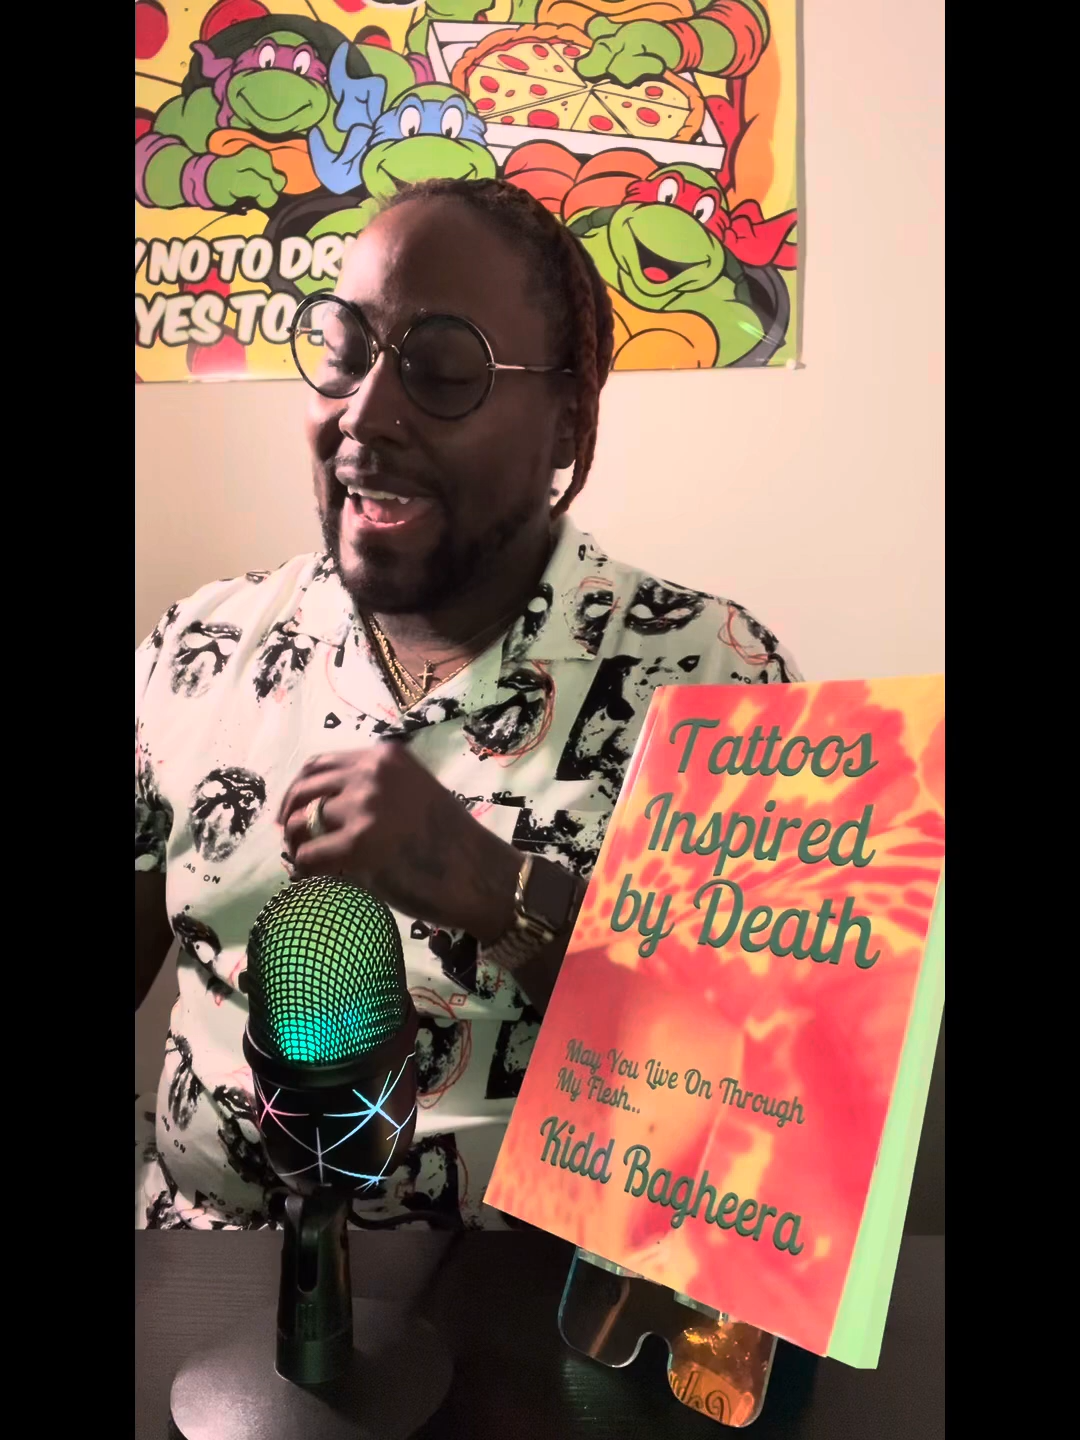 NO TO DR
YES TO
Tattoos
Inspired
by Death
May You Live On Through
My Flesh...
Kidd Bagheera